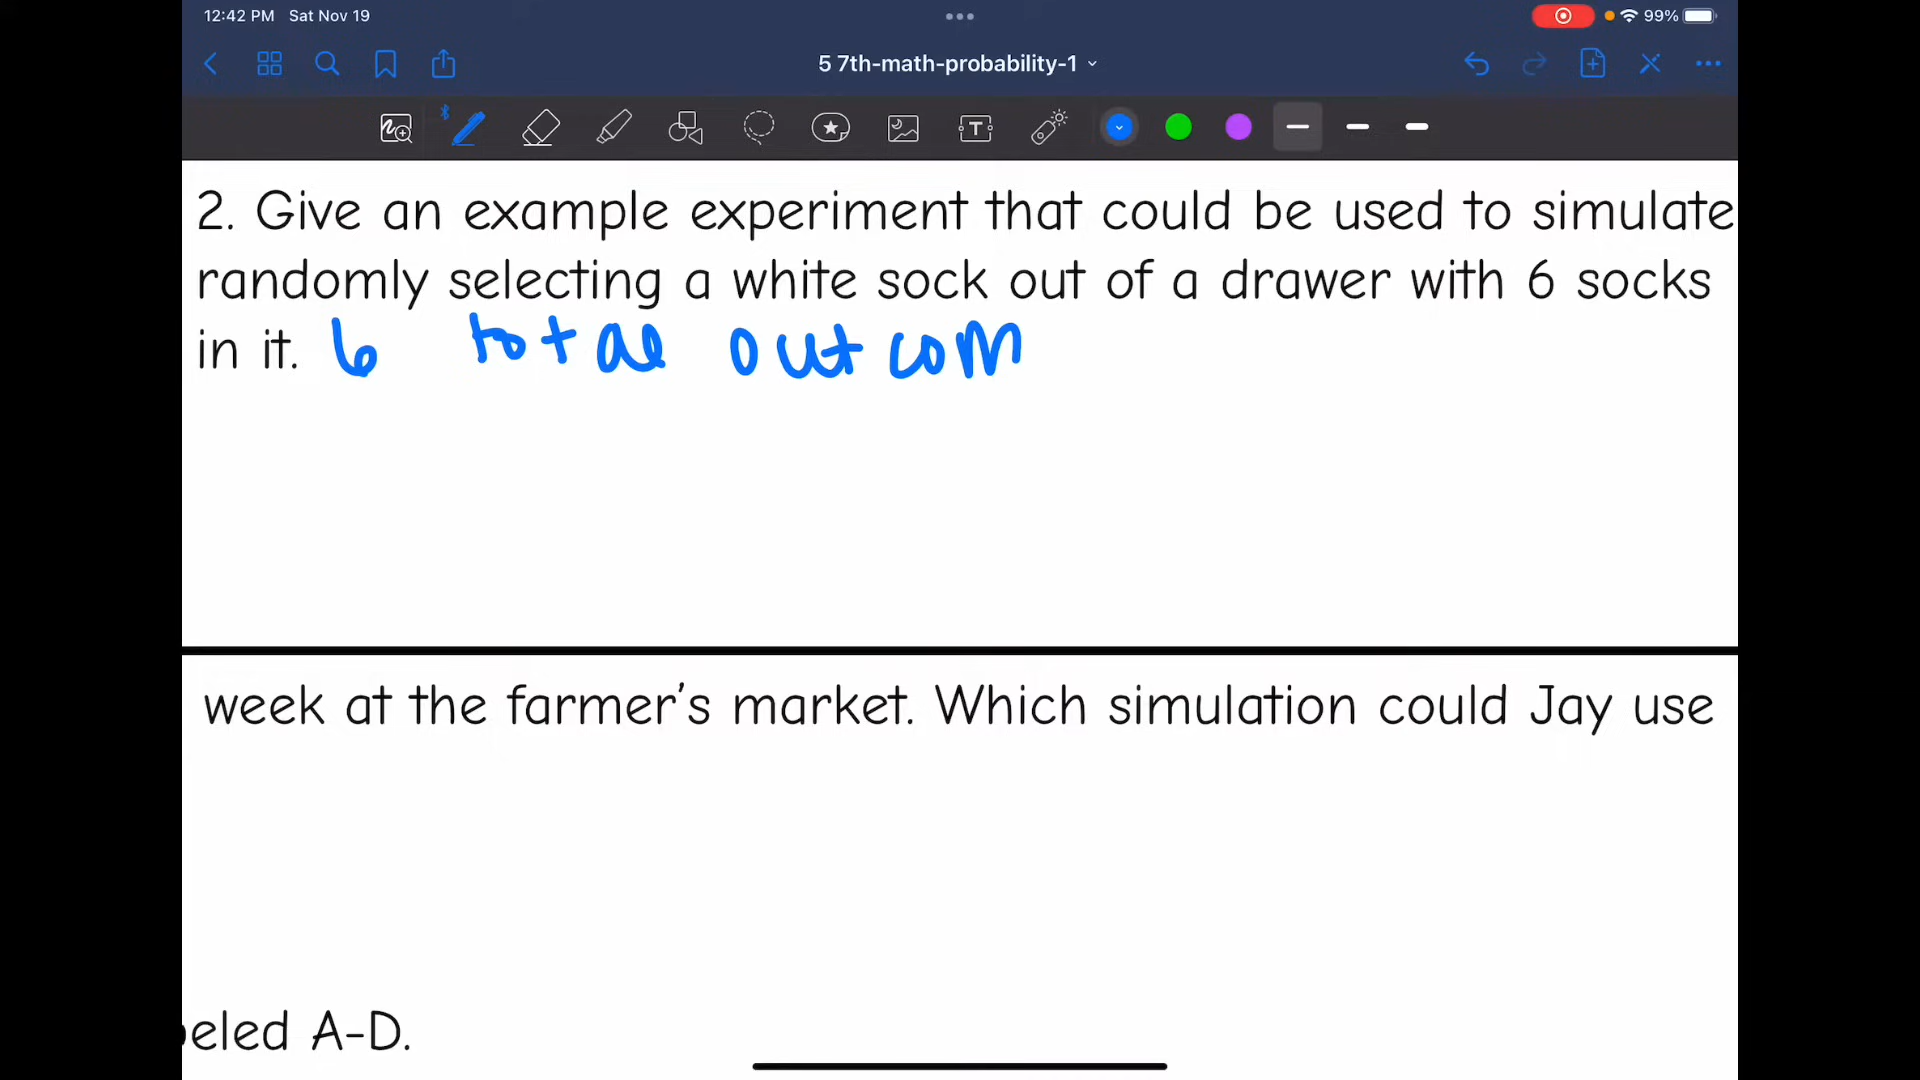 12:42 PM Sat Nov 19
99%
5 7th-math-probability-1
T
2. Give an example experiment that could be used to simulate
randomly selecting a white sock out of a drawer with 6 socks
in it. 6 total outcom
week at the farmer's market. Which simulation could Jay use
beled A-D.